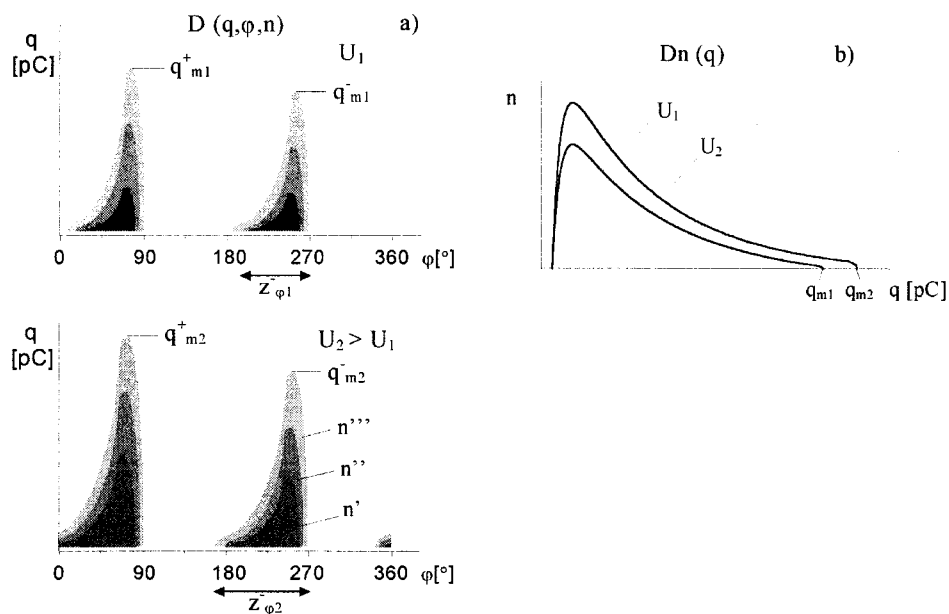 D (q,φ,n) a)
q
[pC]
U₁
q⁺ₘ₁
q⁻ₘ₁
0 90 180 270 360 φ[°]
z⁻φ1
q
[pC]
q⁺ₘ₂
U₂ > U₁
q⁻ₘ₂
n'''
n''
n'
0 90 180 270 360 φ[°]
z⁻φ2
Dn (q) b)
n
U₁
U₂
qₘ₁ qₘ₂ q [pC]